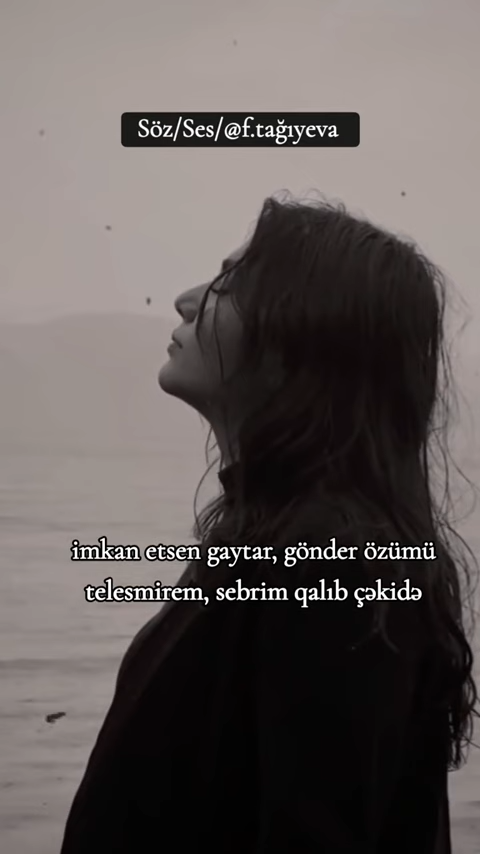 Söz/Ses/@f.tağıyeva
imkan etsen gaytar, gönder özümü
telesmirem, sebrim qalıb çəkidə